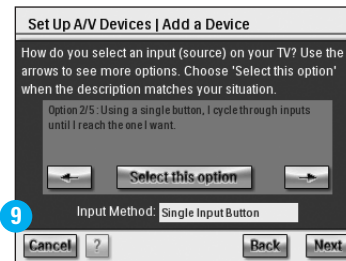 Set Up A/V Devices | Add a Device
How do you select an input (source) on your TV? Use the
arrows to see more options. Choose 'Select this option'
when the description matches your situation.
Option 2/5 : Using a single button, I cycle through inputs
until I reach the one I want.
Select this option
9
Input Method: Single Input Button
Cancel ? Back Next